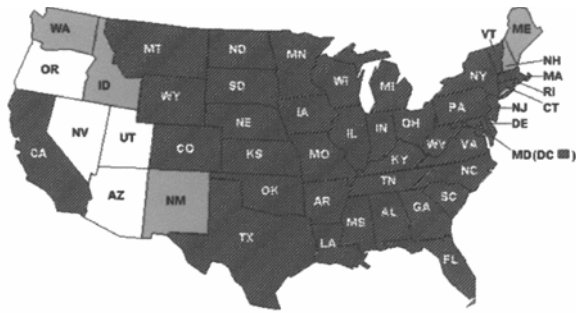 WA
OR
ID
MT
WY
NV
UT
CA
AZ
CO
NM
ND
SD
NE
KS
OK
TX
MN
IA
MO
AR
LA
WI
IL
MS
MI
IN
OH
KY
TN
AL
GA
FL
SC
NC
WV
VA
PA
NY
VT
ME
NH
MA
RI
CT
NJ
DE
MD(DC )